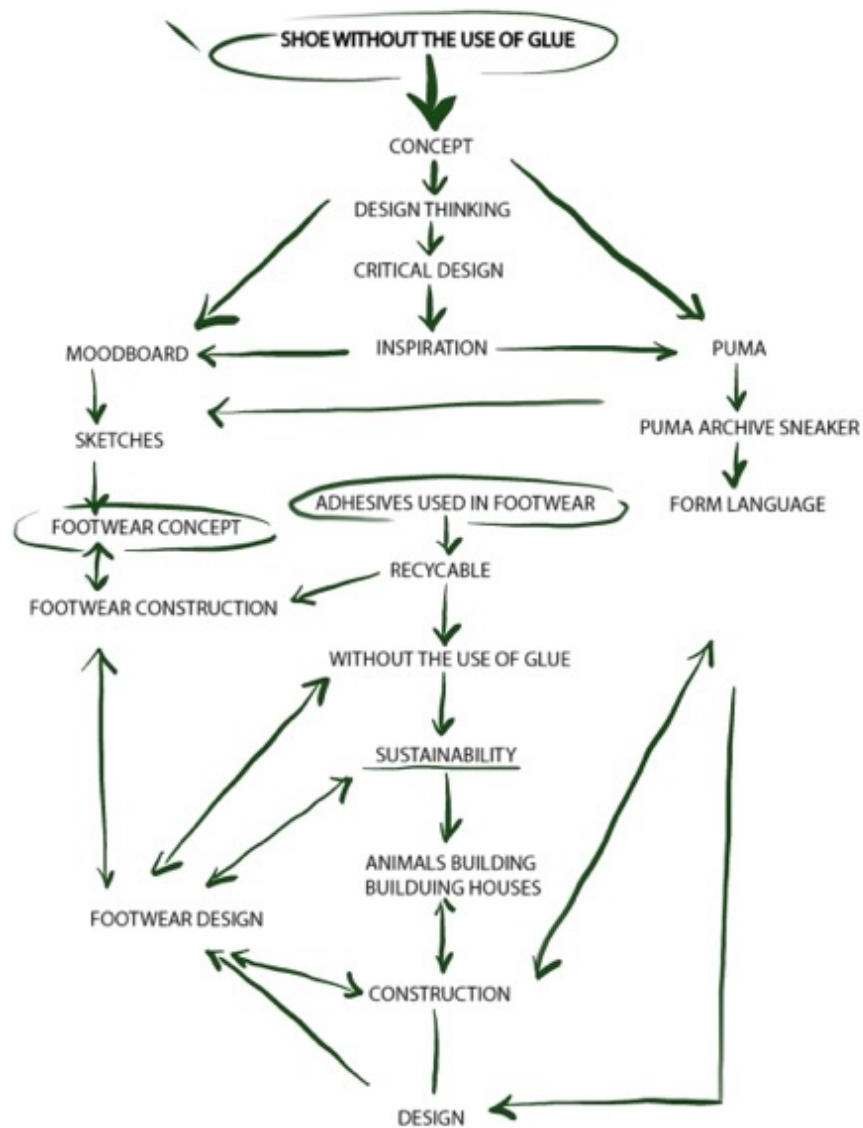 SHOE WITHOUT THE USE OF GLUE
CONCEPT
DESIGN THINKING
CRITICAL DESIGN
MOODBOARD
INSPIRATION
PUMA
SKETCHES
PUMA ARCHIVE SNEAKER
FOOTWEAR CONCEPT
ADHESIVES USED IN FOOTWEAR
FORM LANGUAGE
RECYCABLE
FOOTWEAR CONSTRUCTION
WITHOUT THE USE OF GLUE
SUSTAINABILITY
ANIMALS BUILDING
BUILDUING HOUSES
FOOTWEAR DESIGN
CONSTRUCTION
DESIGN